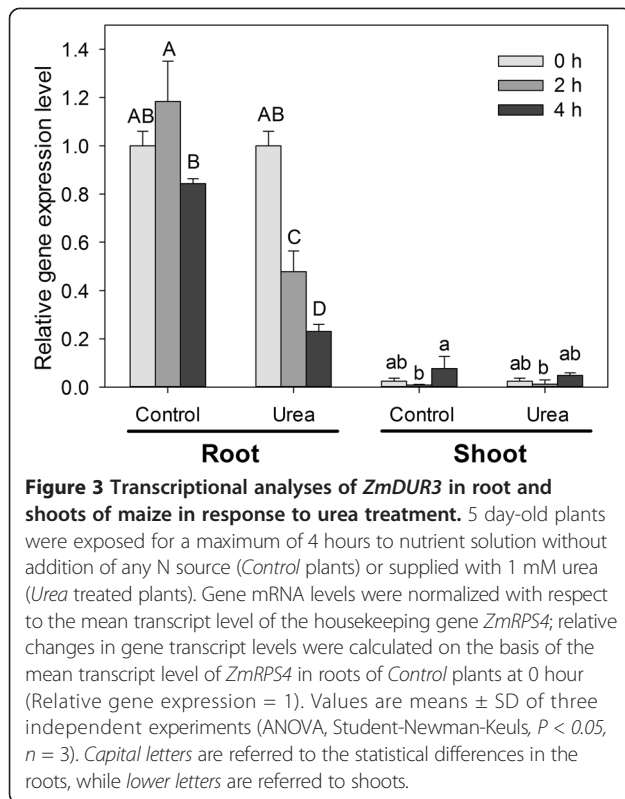 1.4
1.2
1.0
0.8
0.6
0.4
0.2
0.0
Relative gene expression level
0 h
2 h
4 h
AB
A
B
AB
C
D
ab
b
a
ab
b
ab
Control Urea Control Urea
Root Shoot
Figure 3 Transcriptional analyses of ZmDUR3 in root and
shoots of maize in response to urea treatment. 5 day-old plants
were exposed for a maximum of 4 hours to nutrient solution without
addition of any N source (Control plants) or supplied with 1 mM urea
(Urea treated plants). Gene mRNA levels were normalized with respect
to the mean transcript level of the housekeeping gene ZmRPS4; relative
changes in gene transcript levels were calculated on the basis of the
mean transcript level of ZmRPS4 in roots of Control plants at 0 hour
(Relative gene expression = 1). Values are means ± SD of three
independent experiments (ANOVA, Student-Newman-Keuls, P < 0.05,
n = 3). Capital letters are referred to the statistical differences in the
roots, while lower letters are referred to shoots.